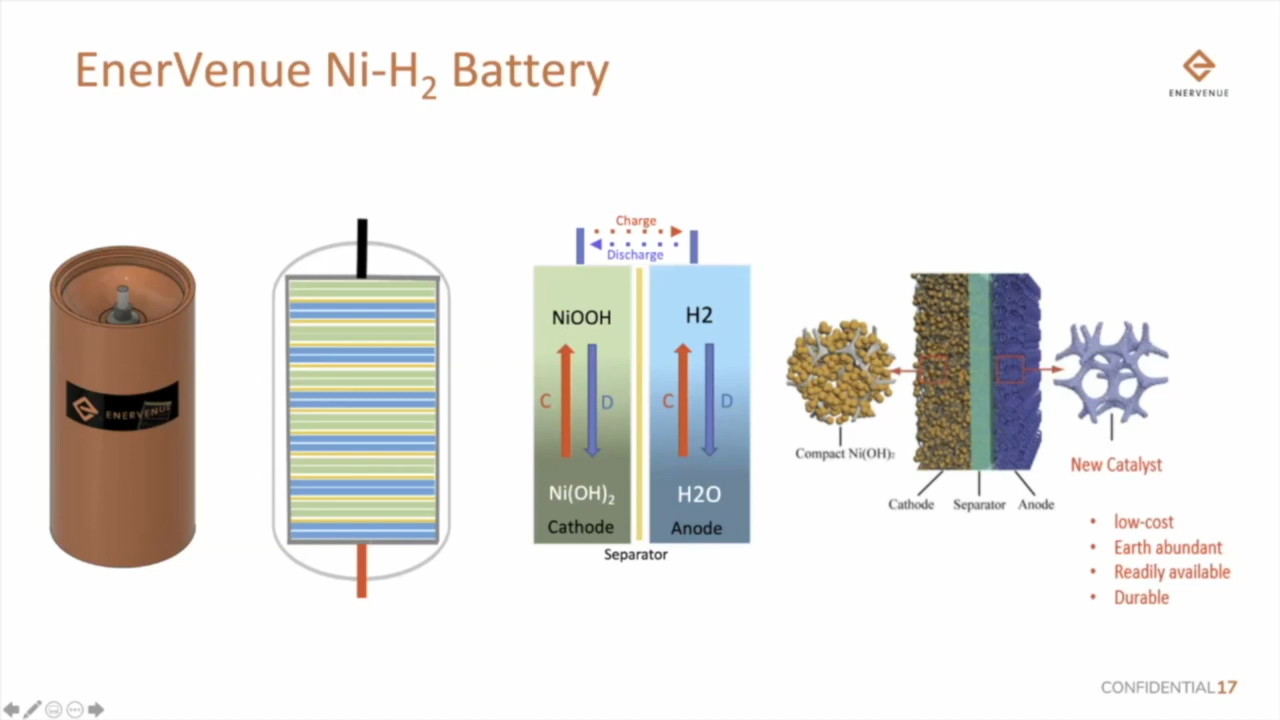 EnerVenue Ni-H₂ Battery
ENERVENUE
ENERVENUE
Charge
Discharge
NiOOH
H2
C
D
C
D
Ni(OH)₂
H2O
Cathode
Anode
Separator
Compact Ni(OH)₂
Cathode
Separator
Anode
New Catalyst
• low-cost
• Earth abundant
• Readily available
• Durable
CONFIDENTIAL 17